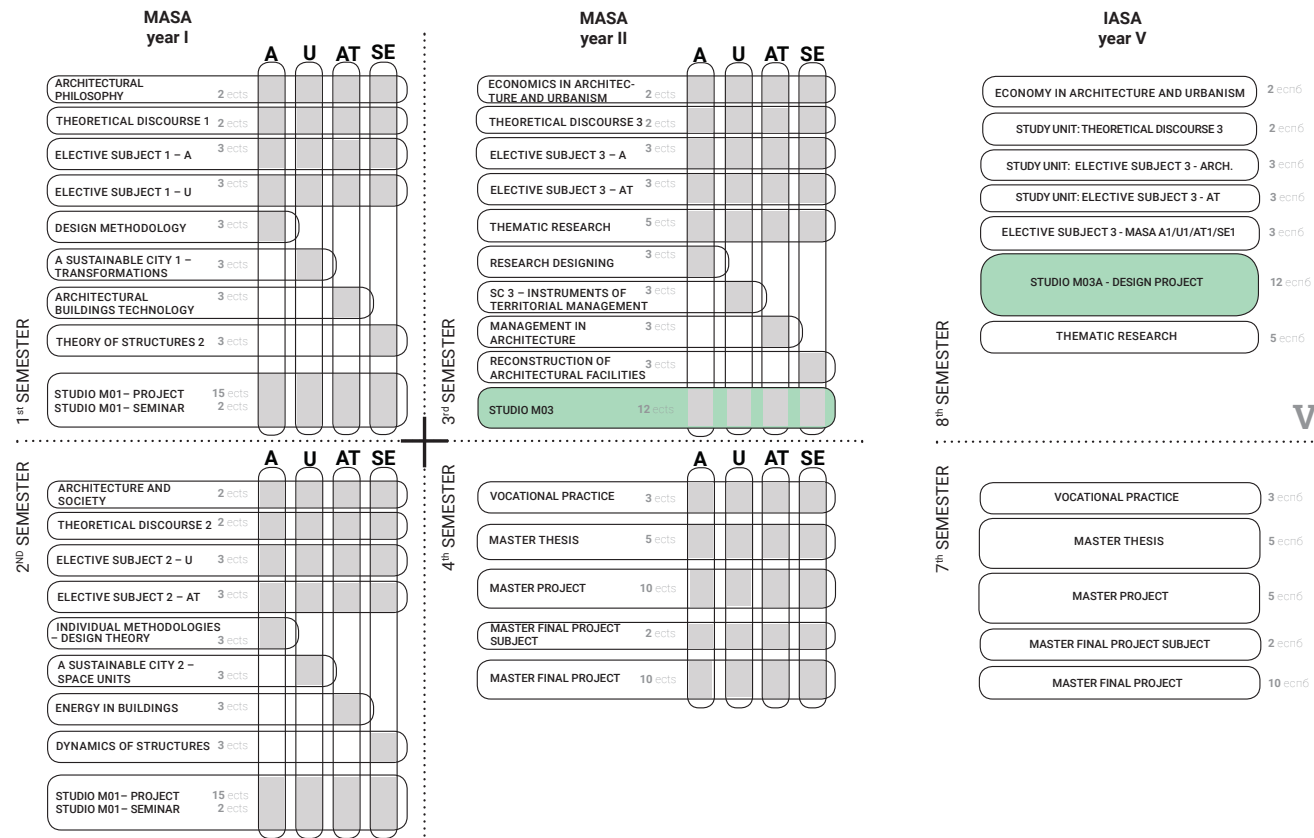 MASA
year I
A U AT SE
1st SEMESTER
ARCHITECTURAL
PHILOSOPHY 2 ects
THEORETICAL DISCOURSE 1 2 ects
ELECTIVE SUBJECT 1 – A 3 ects
ELECTIVE SUBJECT 1 – U 3 ects
DESIGN METHODOLOGY 3 ects
A SUSTAINABLE CITY 1 –
TRANSFORMATIONS 3 ects
ARCHITECTURAL
BUILDINGS TECHNOLOGY 3 ects
THEORY OF STRUCTURES 2 3 ects
STUDIO M01– PROJECT 15 ects
STUDIO M01– SEMINAR 2 ects
2ND SEMESTER
A U AT SE
ARCHITECTURE AND
SOCIETY 2 ects
THEORETICAL DISCOURSE 2 2 ects
ELECTIVE SUBJECT 2 – U 3 ects
ELECTIVE SUBJECT 2 – AT 3 ects
INDIVIDUAL METHODOLOGIES
– DESIGN THEORY 3 ects
A SUSTAINABLE CITY 2 –
SPACE UNITS 3 ects
ENERGY IN BUILDINGS 3 ects
DYNAMICS OF STRUCTURES 3 ects
STUDIO M01– PROJECT 15 ects
STUDIO M01– SEMINAR 2 ects
MASA
year II
A U AT SE
3rd SEMESTER
ECONOMICS IN ARCHITEC-
TURE AND URBANISM 2 ects
THEORETICAL DISCOURSE 3 2 ects
ELECTIVE SUBJECT 3 – A 3 ects
ELECTIVE SUBJECT 3 – AT 3 ects
THEMATIC RESEARCH 5 ects
RESEARCH DESIGNING 3 ects
SC 3 – INSTRUMENTS OF 3 ects
TERRITORIAL MANAGEMENT
MANAGEMENT IN
ARCHITECTURE 3 ects
RECONSTRUCTION OF 3 ects
ARCHITECTURAL FACILITIES
STUDIO M03 12 ects
4th SEMESTER
A U AT SE
VOCATIONAL PRACTICE 3 ects
MASTER THESIS 5 ects
MASTER PROJECT 10 ects
MASTER FINAL PROJECT
SUBJECT 2 ects
MASTER FINAL PROJECT 10 ects
IASA
year V
8th SEMESTER
ECONOMY IN ARCHITECTURE AND URBANISM 2 еспб
STUDY UNIT: THEORETICAL DISCOURSE 3 2 еспб
STUDY UNIT: ELECTIVE SUBJECT 3 - ARCH. 3 еспб
STUDY UNIT: ELECTIVE SUBJECT 3 - AT 3 еспб
ELECTIVE SUBJECT 3 - MASA A1/U1/AT1/SE1 3 еспб
STUDIO M03A - DESIGN PROJECT 12 еспб
THEMATIC RESEARCH 5 еспб
V
7th SEMESTER
VOCATIONAL PRACTICE 3 еспб
MASTER THESIS 5 еспб
MASTER PROJECT 5 еспб
MASTER FINAL PROJECT SUBJECT 2 еспб
MASTER FINAL PROJECT 10 еспб